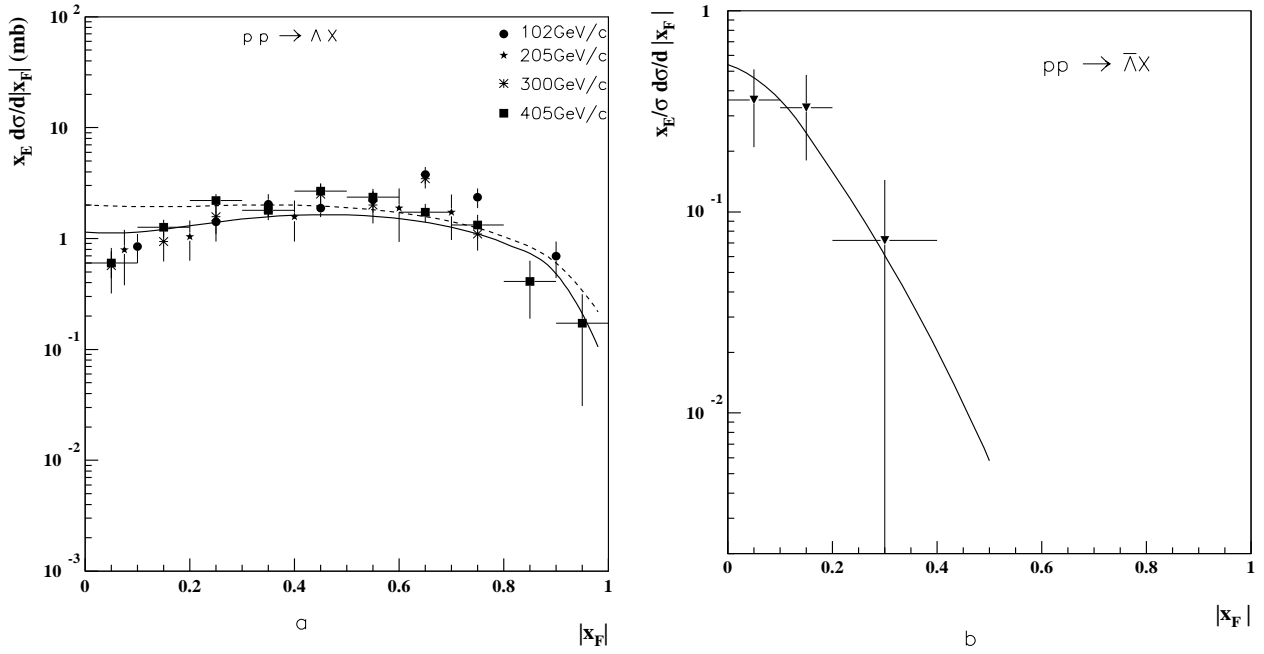 x_E dσ/d|x_F| (mb)
10^2
10
1
10^-1
10^-2
10^-3
p p → Λ X
102GeV/c
205GeV/c
300GeV/c
405GeV/c
0 0.2 0.4 0.6 0.8 1
|x_F|
a
x_E/σ dσ/d |x_F|
1
10^-1
10^-2
pp → Λ̅X
0 0.2 0.4 0.6 0.8 1
|x_F|
b